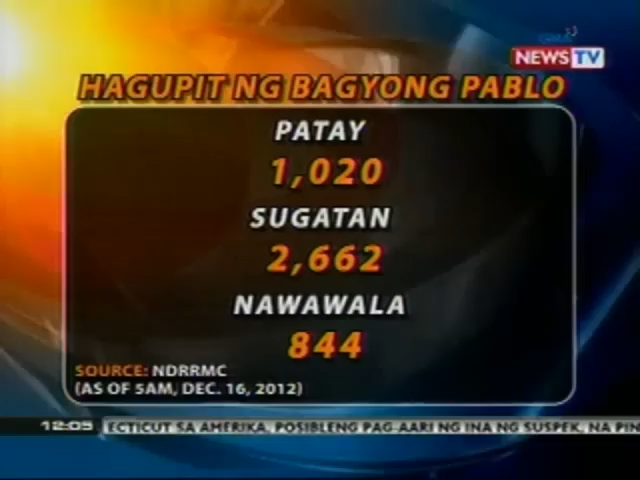 GMA
NEWS TV
HAGUPIT NG BAGYONG PABLO
PATAY
1,020
SUGATAN
2,662
NAWAWALA
844
SOURCE: NDRRMC
(AS OF 5AM, DEC. 16, 2012)
12:05 ECTICUT SA AMERIKA, POSIBLENG PAG-AARI NG INA NG SUSPEK, NA PIN